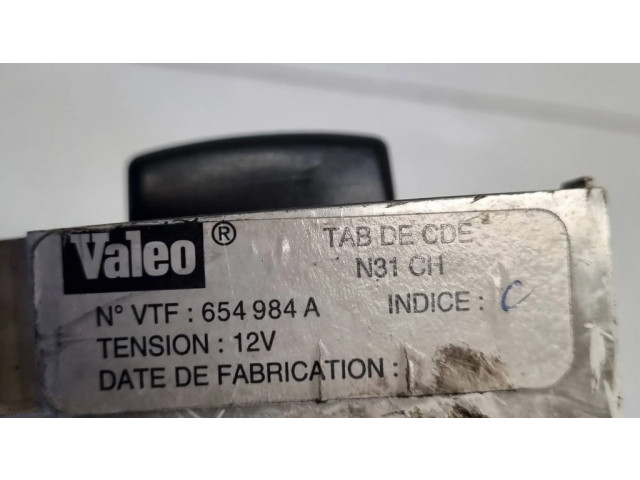 Valeo® TAB DE CDE
N31 CH
N° VTF : 654 984 A INDICE : C
TENSION : 12V
DATE DE FABRICATION :